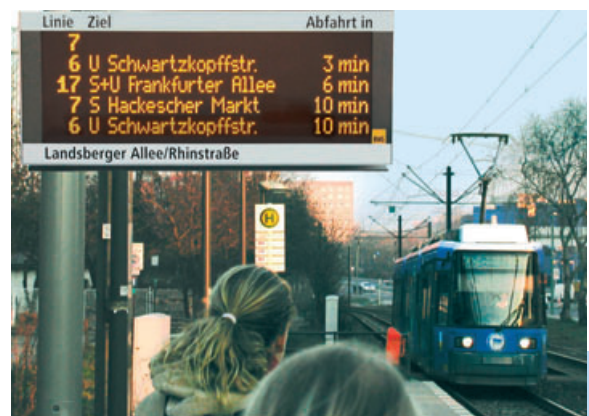 Linie Ziel Abfahrt in
7
6 U Schwartzkopffstr. 3 min
17 S+U Frankfurter Allee 6 min
7 S Hackescher Markt 10 min
6 U Schwartzkopffstr. 10 min
Landsberger Allee/Rhinstraße
H